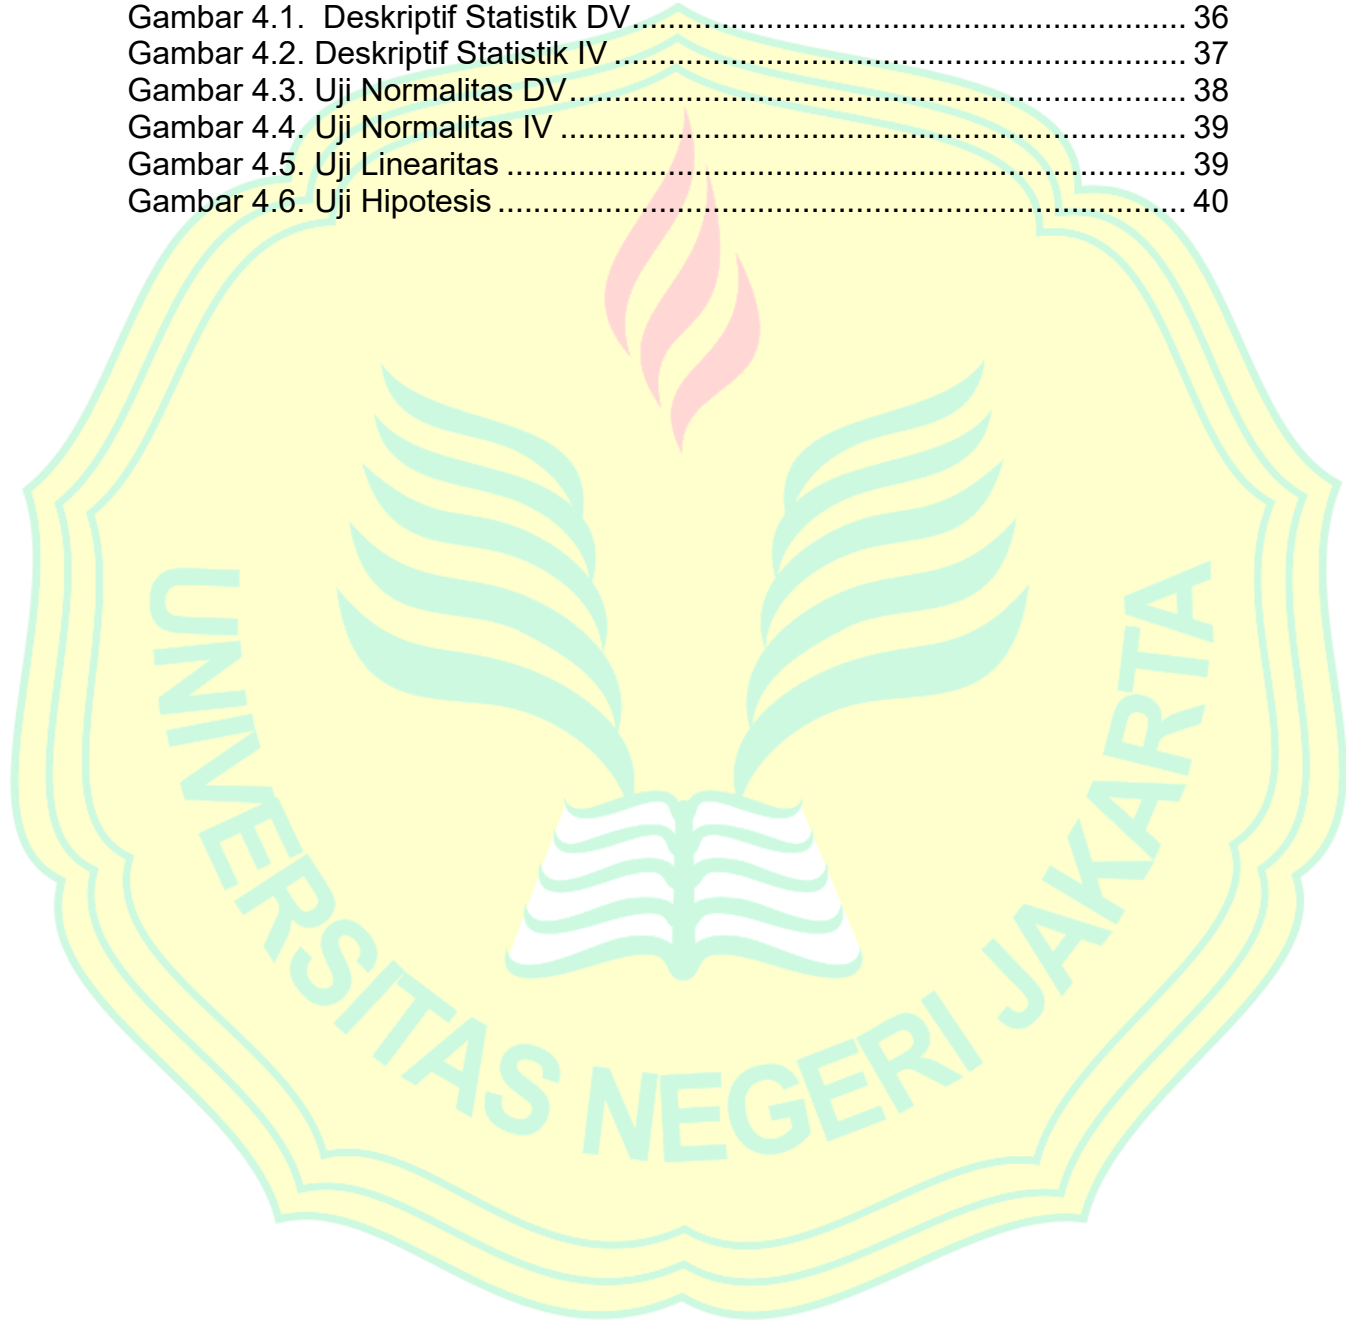 Gambar 4.1.  Deskriptif Statistik DV............................................................... 36
Gambar 4.2. Deskriptif Statistik IV ................................................................. 37
Gambar 4.3. Uji Normalitas DV...................................................................... 38
Gambar 4.4. Uji Normalitas IV ....................................................................... 39
Gambar 4.5. Uji Linearitas ............................................................................. 39
Gambar 4.6. Uji Hipotesis .............................................................................. 40
UNIVERSITAS NEGERI JAKARTA